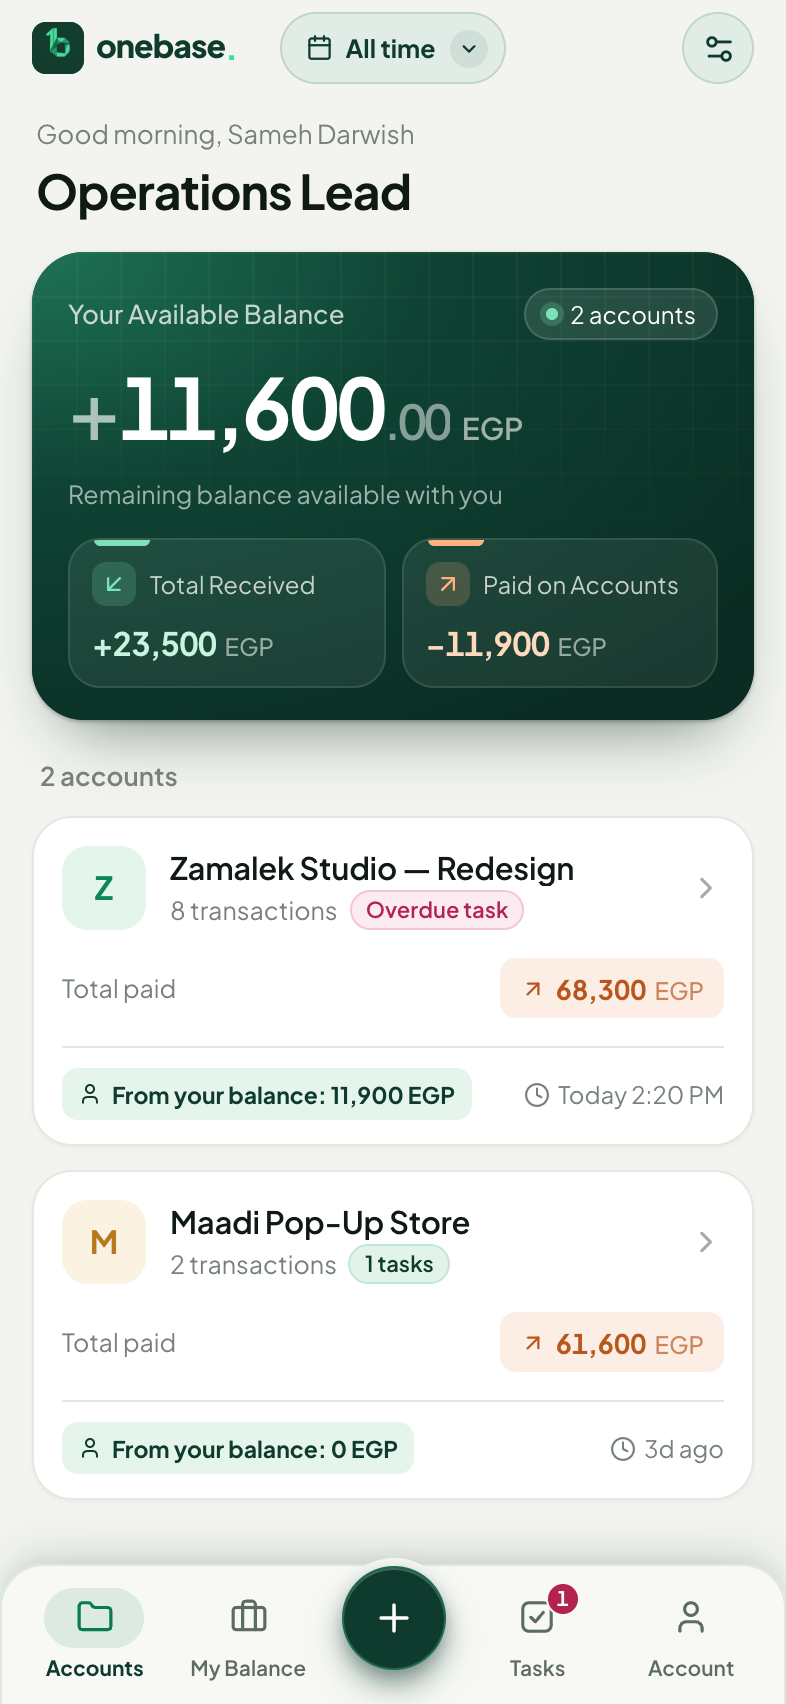 onebase.
All time
Good morning, Sameh Darwish
Operations Lead
Your Available Balance
2 accounts
+11,600.00 EGP
Remaining balance available with you
Total Received
Paid on Accounts
+23,500 EGP
−11,900 EGP
2 accounts
Z
Zamalek Studio — Redesign
8 transactions
Overdue task
Total paid
68,300 EGP
From your balance: 11,900 EGP
Today 2:20 PM
M
Maadi Pop-Up Store
2 transactions
1 tasks
Total paid
61,600 EGP
From your balance: 0 EGP
3d ago
1
Accounts
My Balance
Tasks
Account